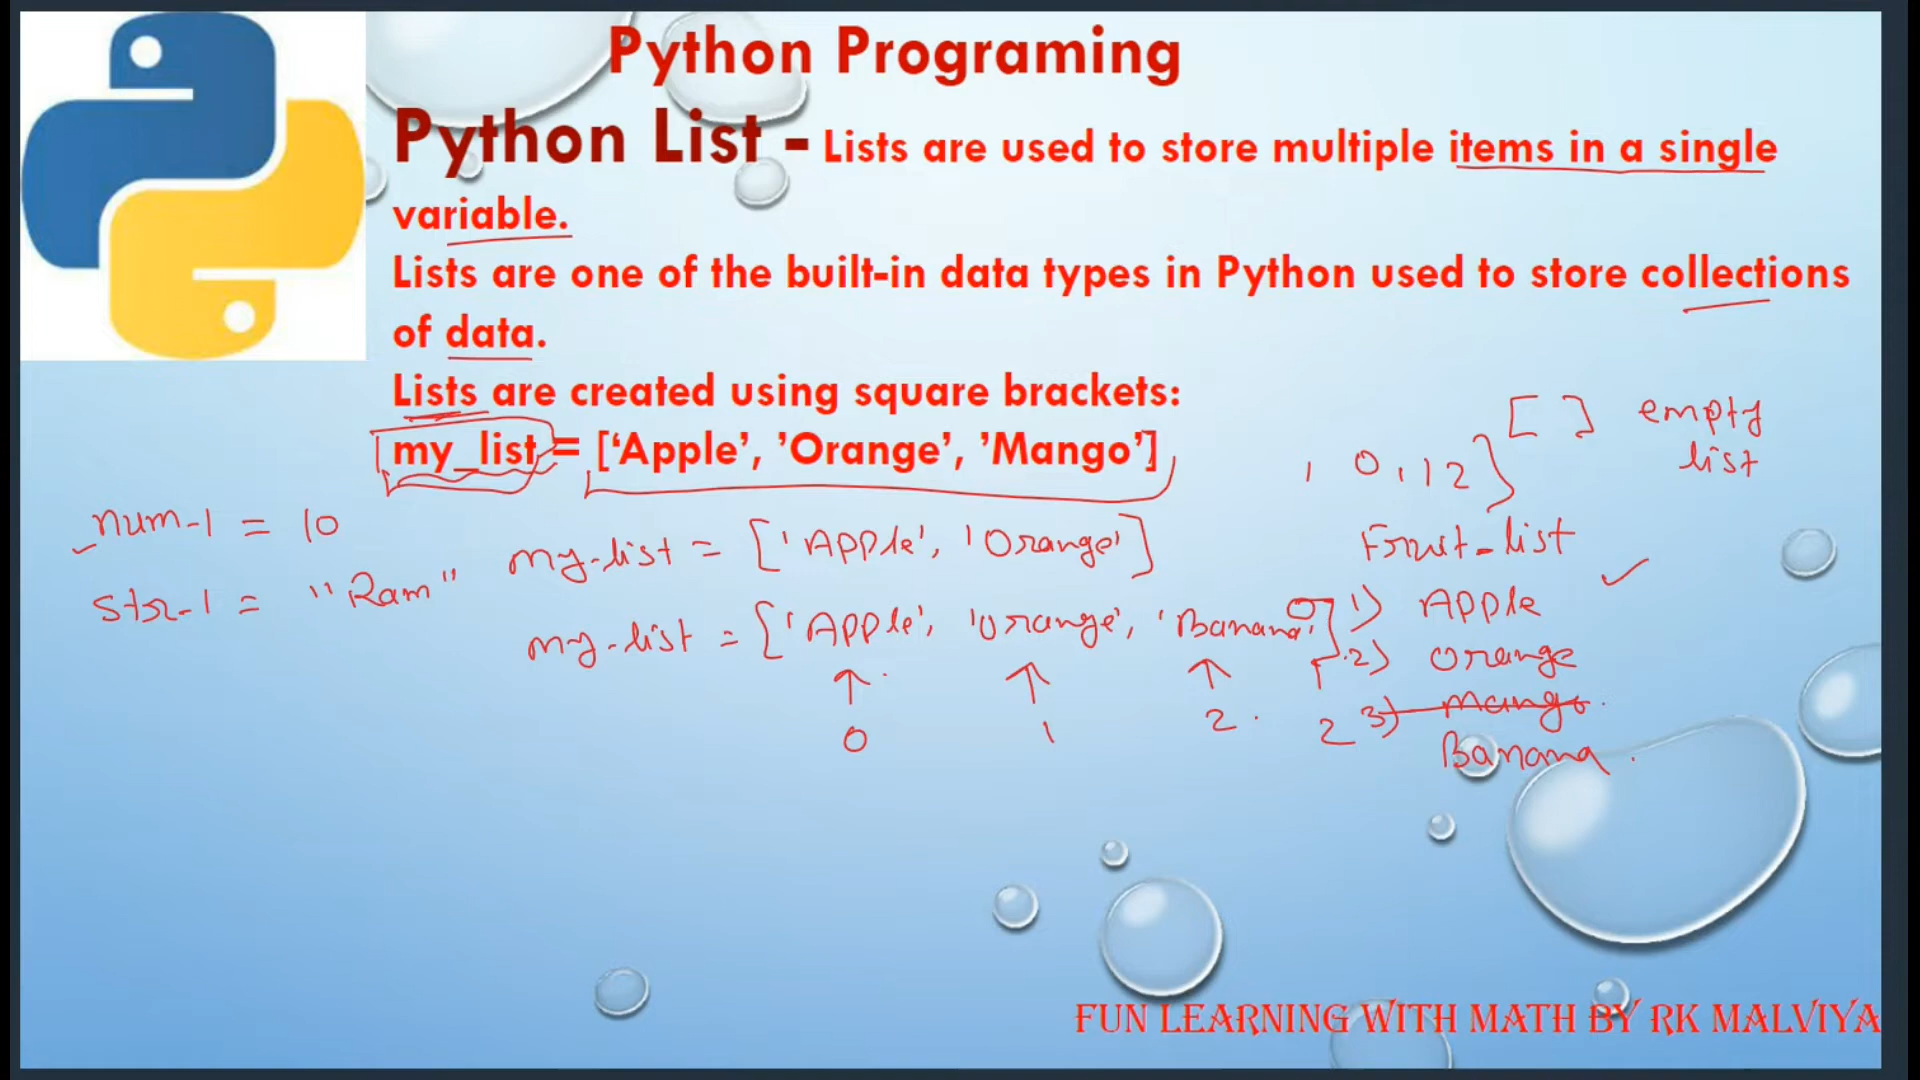 Python Programing
Python List - Lists are used to store multiple items in a single
variable.
Lists are one of the built-in data types in Python used to store collections
of data.
Lists are created using square brackets:
my_list = [‘Apple’, ’Orange’, ’Mango’]
[ ] empty
list
, 0, 12]
num-1 = 10
str-1 = "Ram"
my-list = ['Apple', 'Orange']
my-list = ['Apple', 'Orange', 'Banana']
0
1
2
Fruit-list
0 1) Apple
1 2) Orange
2 3) Mango
Banana
FUN LEARNING WITH MATH BY RK MALVIYA